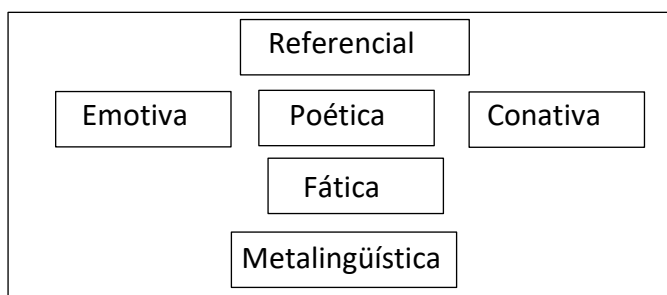 Referencial
Emotiva Poética Conativa
Fática
Metalingüística